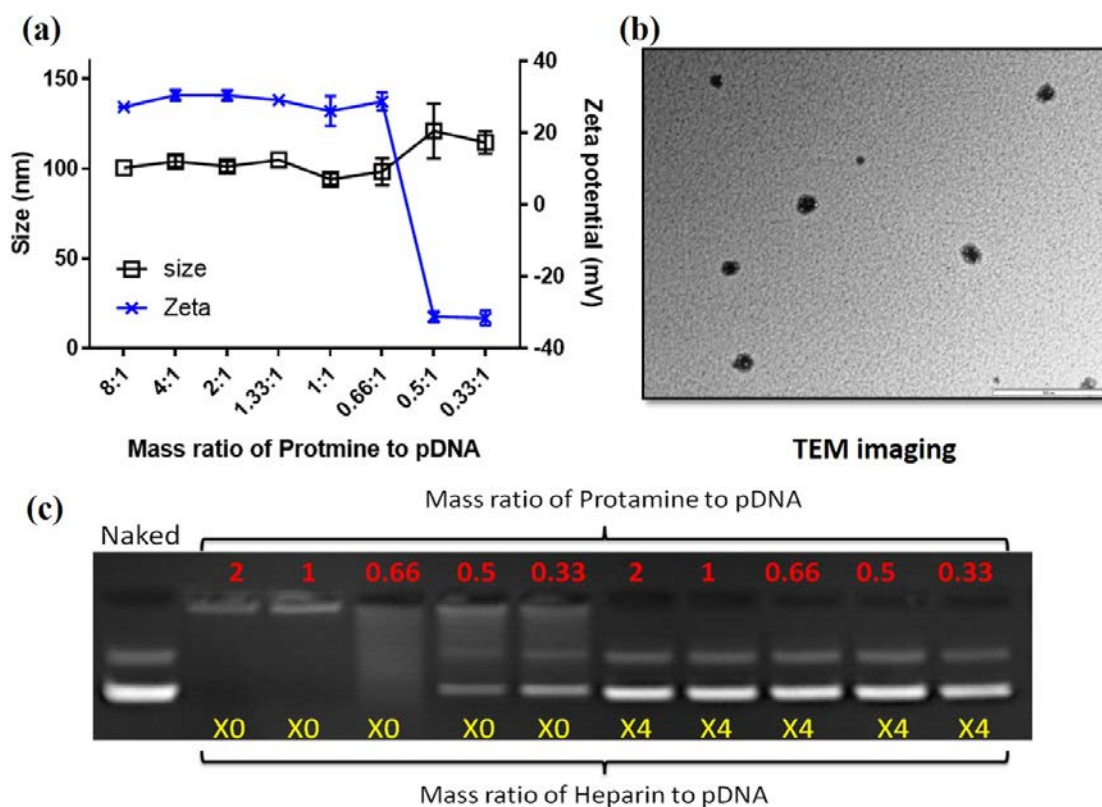 (a)
150
100
50
0
Size (nm)
40
20
0
-20
-40
Zeta potential (mV)
size
Zeta
8:1
4:1
2:1
1.33:1
1:1
0.66:1
0.5:1
0.33:1
Mass ratio of Protmine to pDNA
(b)
TEM imaging
(c)
Mass ratio of Protamine to pDNA
Naked
2 1 0.66 0.5 0.33 2 1 0.66 0.5 0.33
X0 X0 X0 X0 X0 X4 X4 X4 X4 X4
Mass ratio of Heparin to pDNA